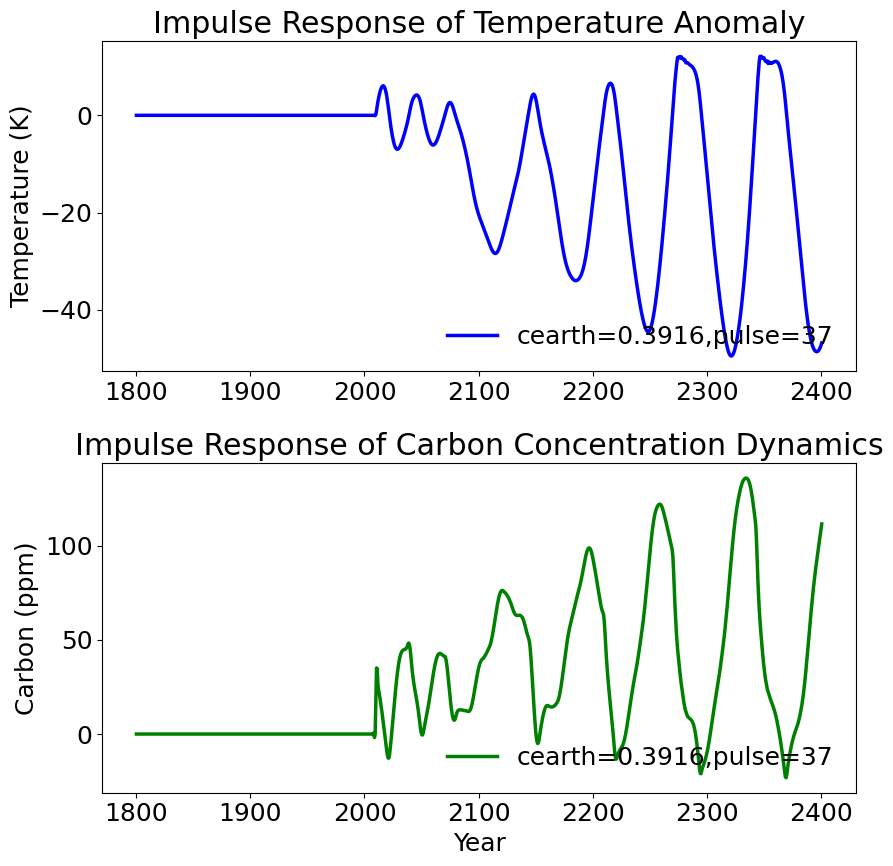 Impulse Response of Temperature Anomaly
Temperature (K)
0
−20
−40
cearth=0.3916,pulse=37
1800 1900 2000 2100 2200 2300 2400
Impulse Response of Carbon Concentration Dynamics
Carbon (ppm)
100
50
0
cearth=0.3916,pulse=37
1800 1900 2000 2100 2200 2300 2400
Year